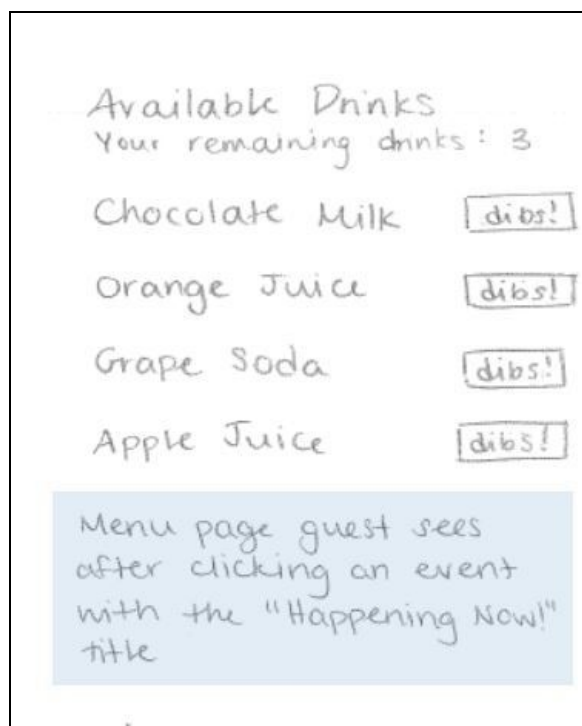 Available Drinks
Your remaining drinks: 3
Chocolate Milk dibs!
Orange Juice dibs!
Grape Soda dibs!
Apple Juice dibs!
Menu page guest sees
after clicking an event
with the "Happening Now!"
title